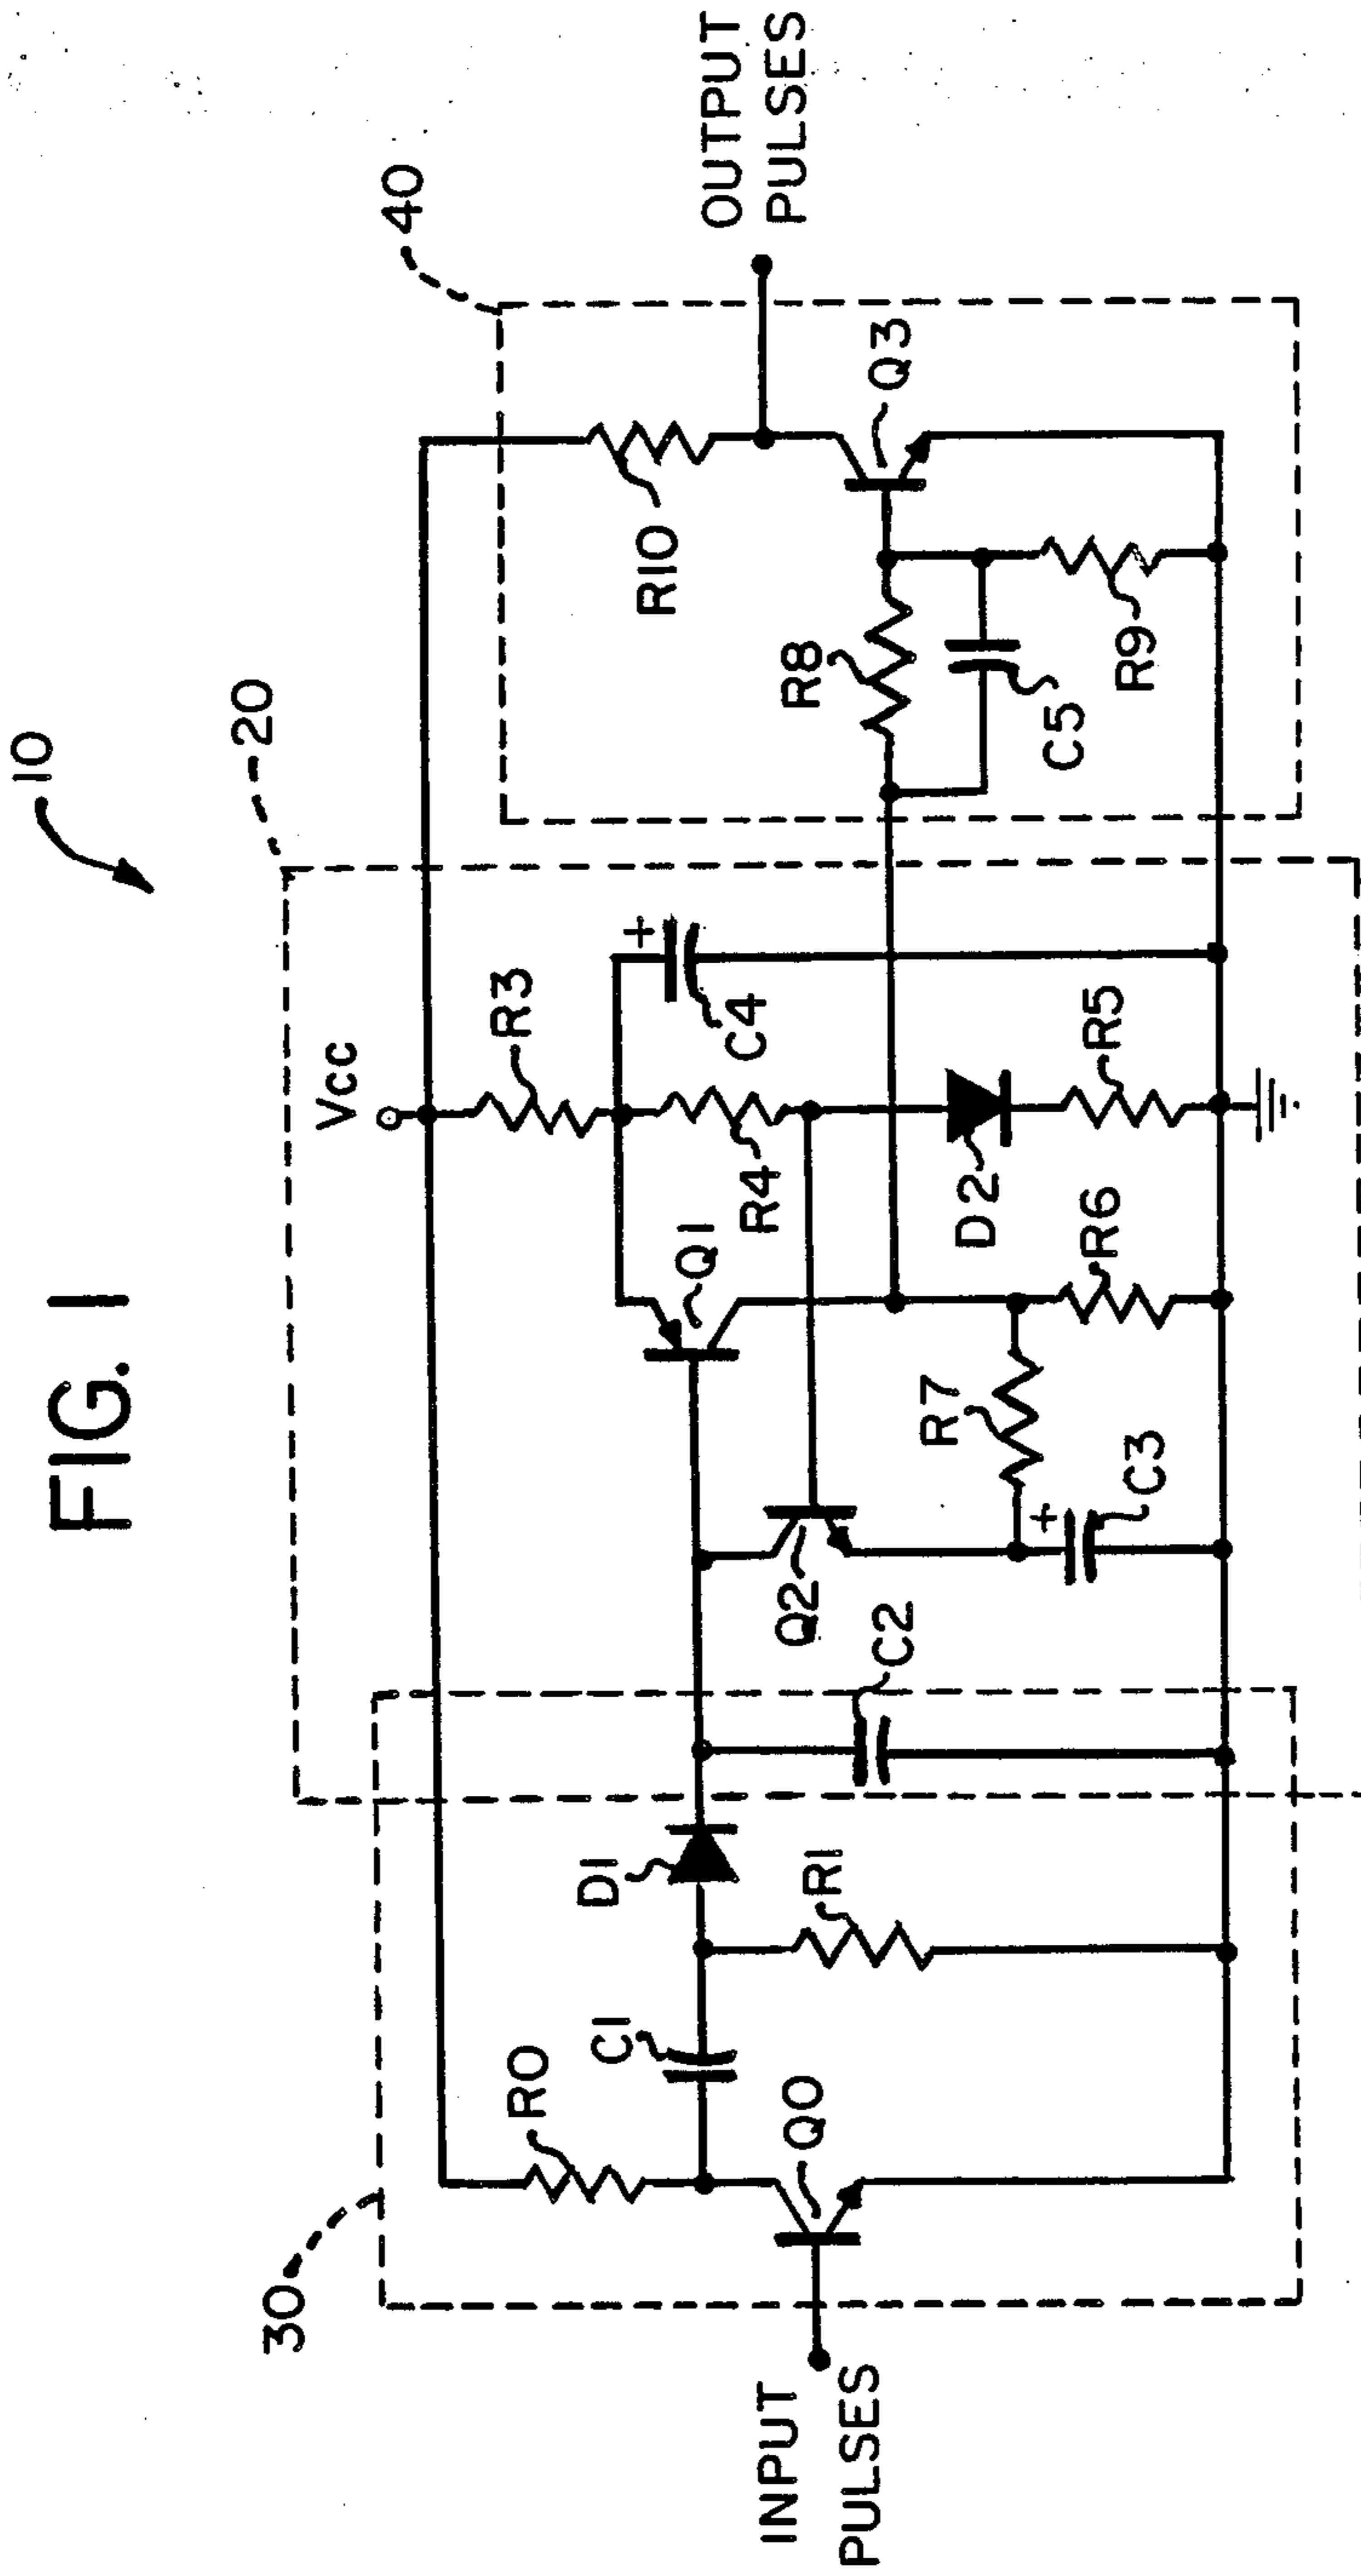 FIG. 1
10
20
30
40
Vcc
R0
C1
D1
Q0
R1
C2
Q2
Q1
R7
C3
R6
R4
D2
R3
C4
R5
R8
C5
R9
R10
Q3
INPUT
PULSES
OUTPUT
PULSES